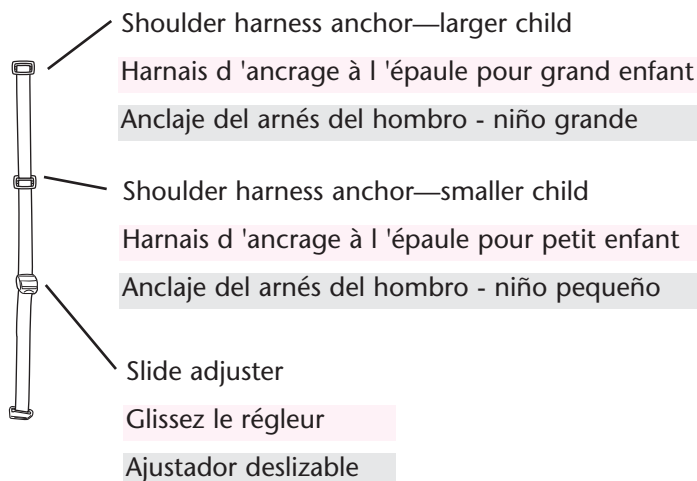 Shoulder harness anchor—larger child
Harnais d 'ancrage à l 'épaule pour grand enfant
Anclaje del arnés del hombro - niño grande
Shoulder harness anchor—smaller child
Harnais d 'ancrage à l 'épaule pour petit enfant
Anclaje del arnés del hombro - niño pequeño
Slide adjuster
Glissez le régleur
Ajustador deslizable